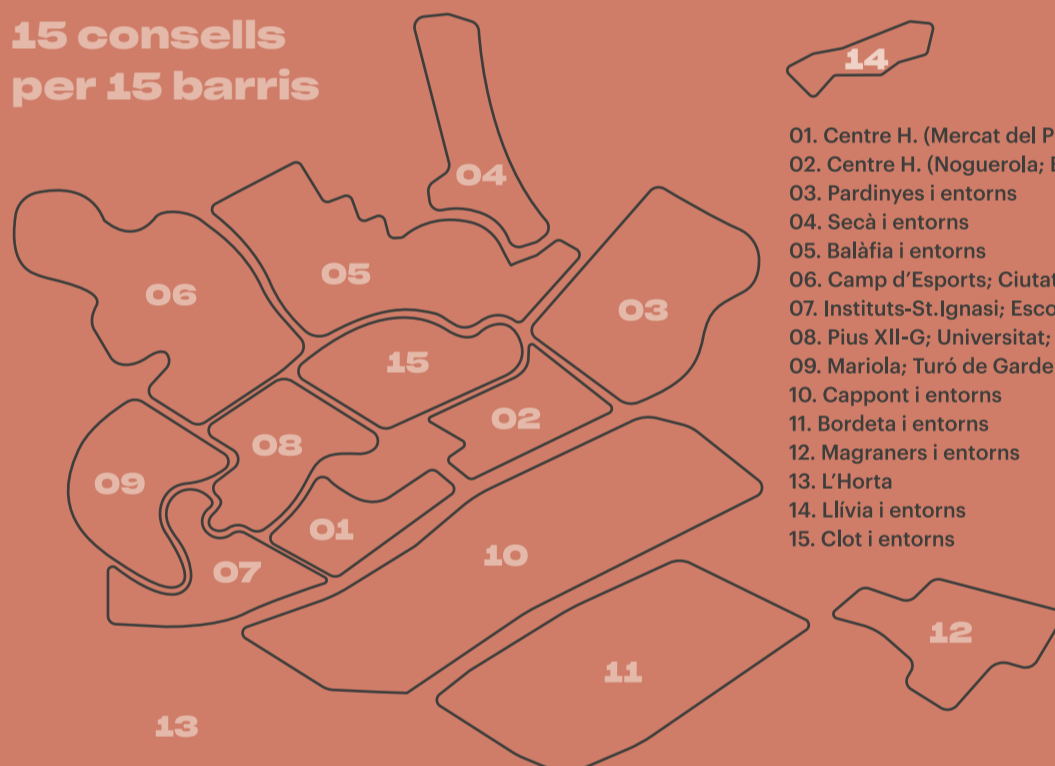 15 consells
per 15 barris
14
01. Centre H. (Mercat del P
02. Centre H. (Noguerola; E
03. Pardinyes i entorns
04. Secà i entorns
05. Balàfia i entorns
06. Camp d'Esports; Ciutat
07. Instituts-St.Ignasi; Esco
08. Pius XII-G; Universitat;
09. Mariola; Turó de Garde
10. Cappont i entorns
11. Bordeta i entorns
12. Magraners i entorns
13. L'Horta
14. Llívia i entorns
15. Clot i entorns
04
05
06
03
15
02
08
09
01
10
07
12
11
13